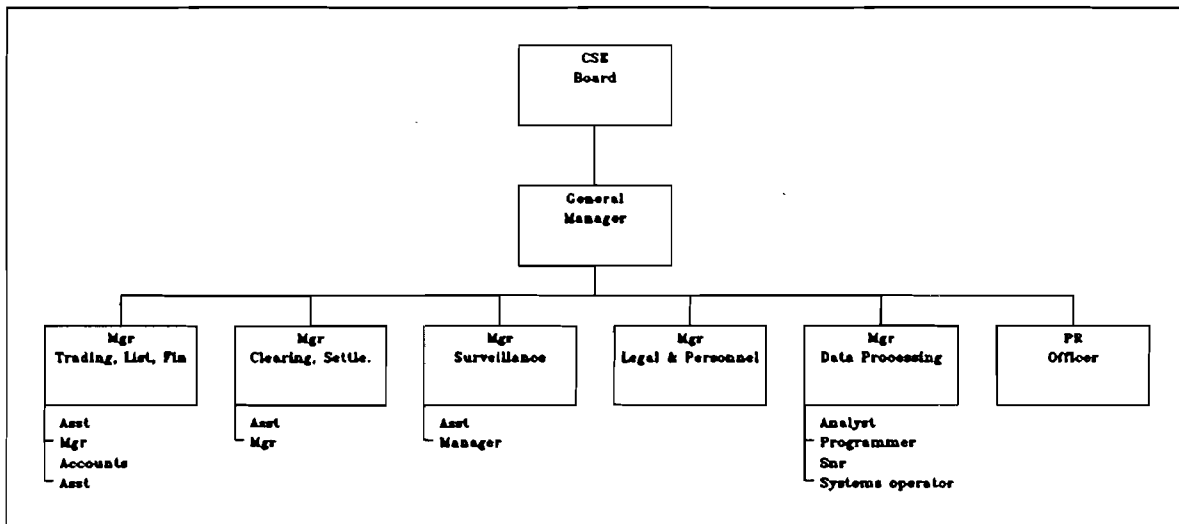 CSE
Board
General
Manager
Mgr
Trading, List, Fin
Mgr
Clearing, Settle.
Mgr
Surveillance
Mgr
Legal & Personnel
Mgr
Data Processing
PR
Officer
Asst
Mgr
Accounts
Asst
Asst
Mgr
Asst
Manager
Analyst
Programmer
Snr
Systems operator